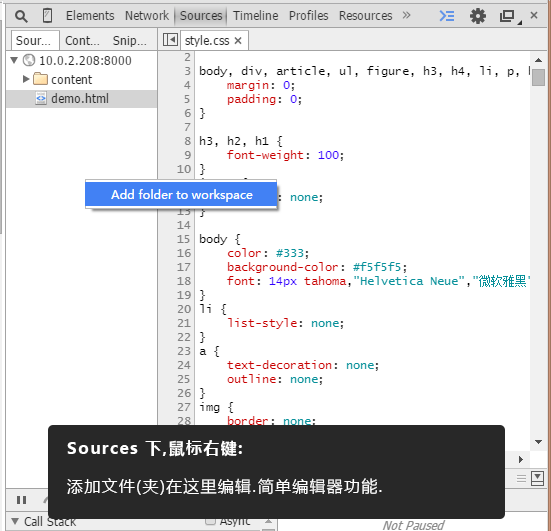 Elements Network Sources Timeline Profiles Resources »
Sour... Cont... Snip... style.css ×
10.0.2.208:8000
content
demo.html
2
3 body, div, article, ul, figure, h3, h4, li, p,
4 margin: 0;
5 padding: 0;
6 }
7
8 h3, h2, h1 {
9 font-weight: 100;
10 }
Add folder to workspace
: none;
13 }
14
15 body {
16 color: #333;
17 background-color: #f5f5f5;
18 font: 14px tahoma,"Helvetica Neue","微软雅黑"
19 }
20 li {
21 list-style: none;
22 }
23 a {
24 text-decoration: none;
25 outline: none;
26 }
27 img {
28 border: none;
Sources 下,鼠标右键:
添加文件(夹)在这里编辑.简单编辑器功能.
Call Stack Async
Not Paused